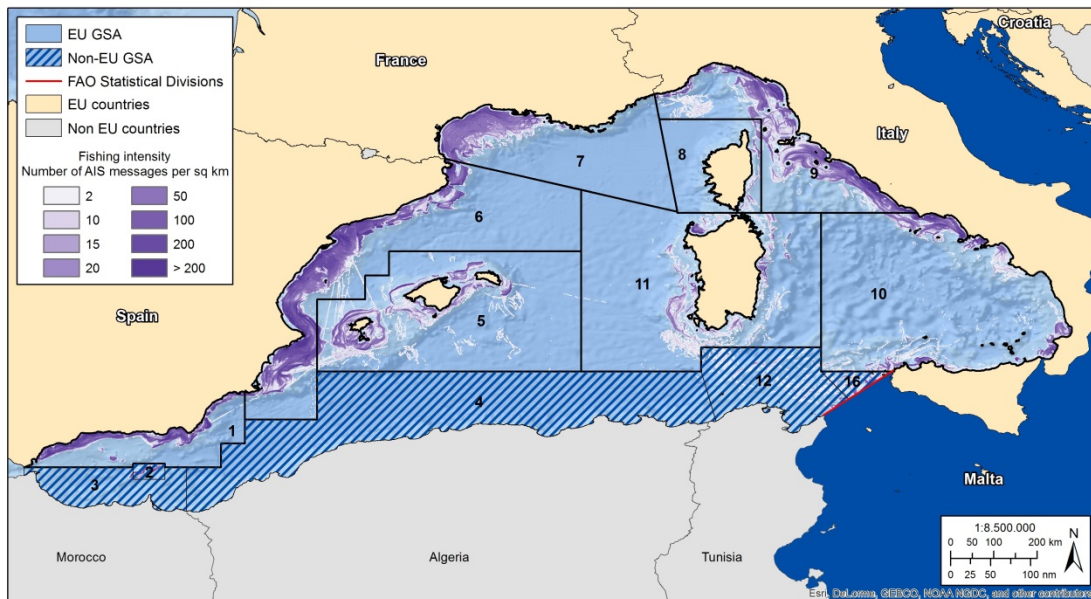 EU GSA
Non-EU GSA
FAO Statistical Divisions
EU countries
Non EU countries
Fishing intensity
Number of AIS messages per sq km
2
50
10
100
15
200
20
> 200
Croatia
France
Italy
7
8
9
6
11
10
Spain
5
12
16
4
1
2
3
Malta
Morocco
Algeria
Tunisia
1:8.500.000
N
0 50 100 200 km
0 25 50 100 nm
Esri, DeLorme, GEBCO, NOAA NGDC, and other contributors